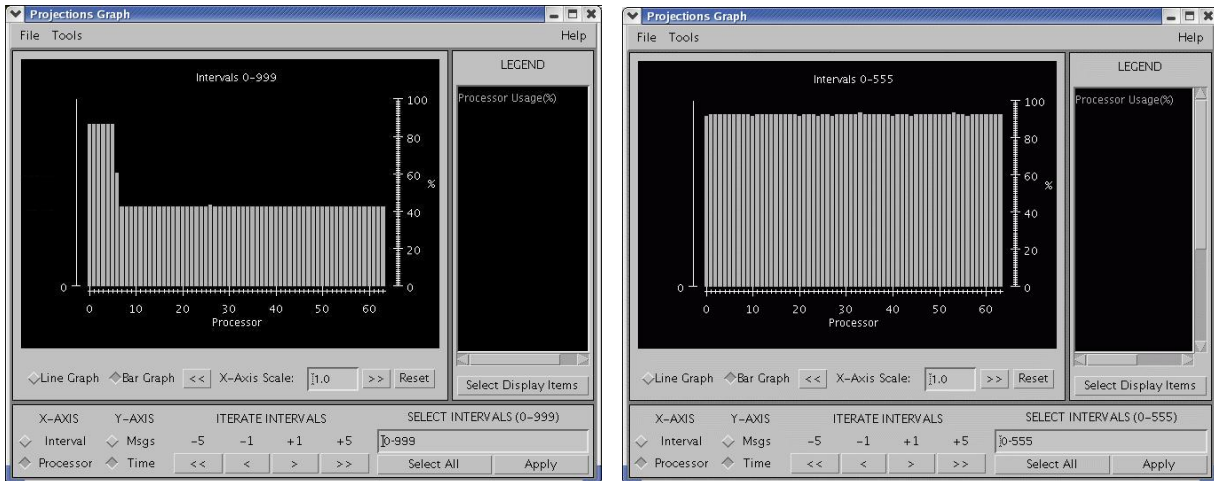 Projections Graph
File Tools Help
Intervals 0-999
100
80
60
%
40
20
0
0
0 10 20 30 40 50 60
Processor
LEGEND
Processor Usage(%)
Line Graph Bar Graph << X-Axis Scale: 1.0 >> Reset
Select Display Items
X-AXIS Y-AXIS ITERATE INTERVALS SELECT INTERVALS (0-999)
Interval Msgs -5 -1 +1 +5 0-999
Processor Time << < > >> Select All Apply
Projections Graph
File Tools Help
Intervals 0-555
100
80
60
%
40
20
0
0
0 10 20 30 40 50 60
Processor
LEGEND
Processor Usage(%)
Line Graph Bar Graph << X-Axis Scale: 1.0 >> Reset
Select Display Items
X-AXIS Y-AXIS ITERATE INTERVALS SELECT INTERVALS (0-555)
Interval Msgs -5 -1 +1 +5 0-555
Processor Time << < > >> Select All Apply